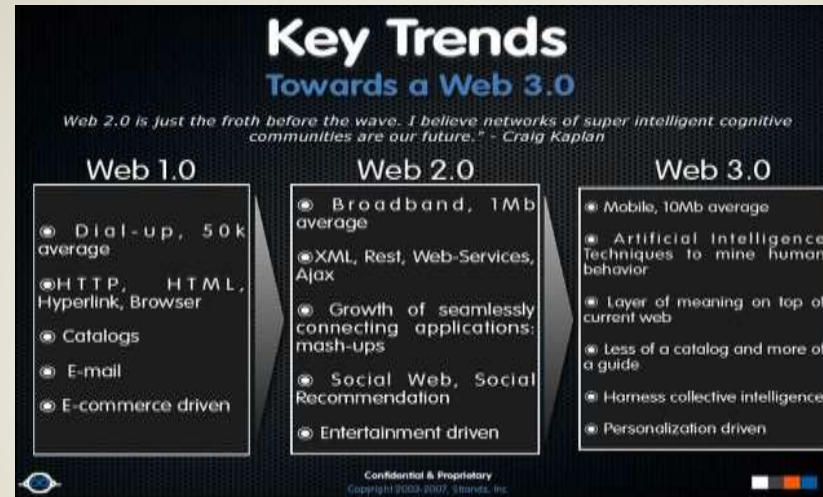 Key Trends
Towards a Web 3.0
Web 2.0 is just the froth before the wave. I believe networks of super intelligent cognitive
communities are our future." - Craig Kaplan
Web 1.0
◉ Dial-up, 50k
average
◉HTTP, HTML,
Hyperlink, Browser
◉ Catalogs
◉ E-mail
◉ E-commerce driven
Web 2.0
◉ Broadband, 1Mb
average
◉XML, Rest, Web-Services,
Ajax
◉ Growth of seamlessly
connecting applications:
mash-ups
◉ Social Web, Social
Recommendation
◉ Entertainment driven
Web 3.0
◉ Mobile, 10Mb average
◉ Artificial Intelligence
Techniques to mine human
behavior
◉ Layer of meaning on top of
current web
◉ Less of a catalog and more of
a guide
◉ Harness collective intelligence
◉ Personalization driven
Confidential & Proprietary
Copyright 2003-2007, Strands, Inc